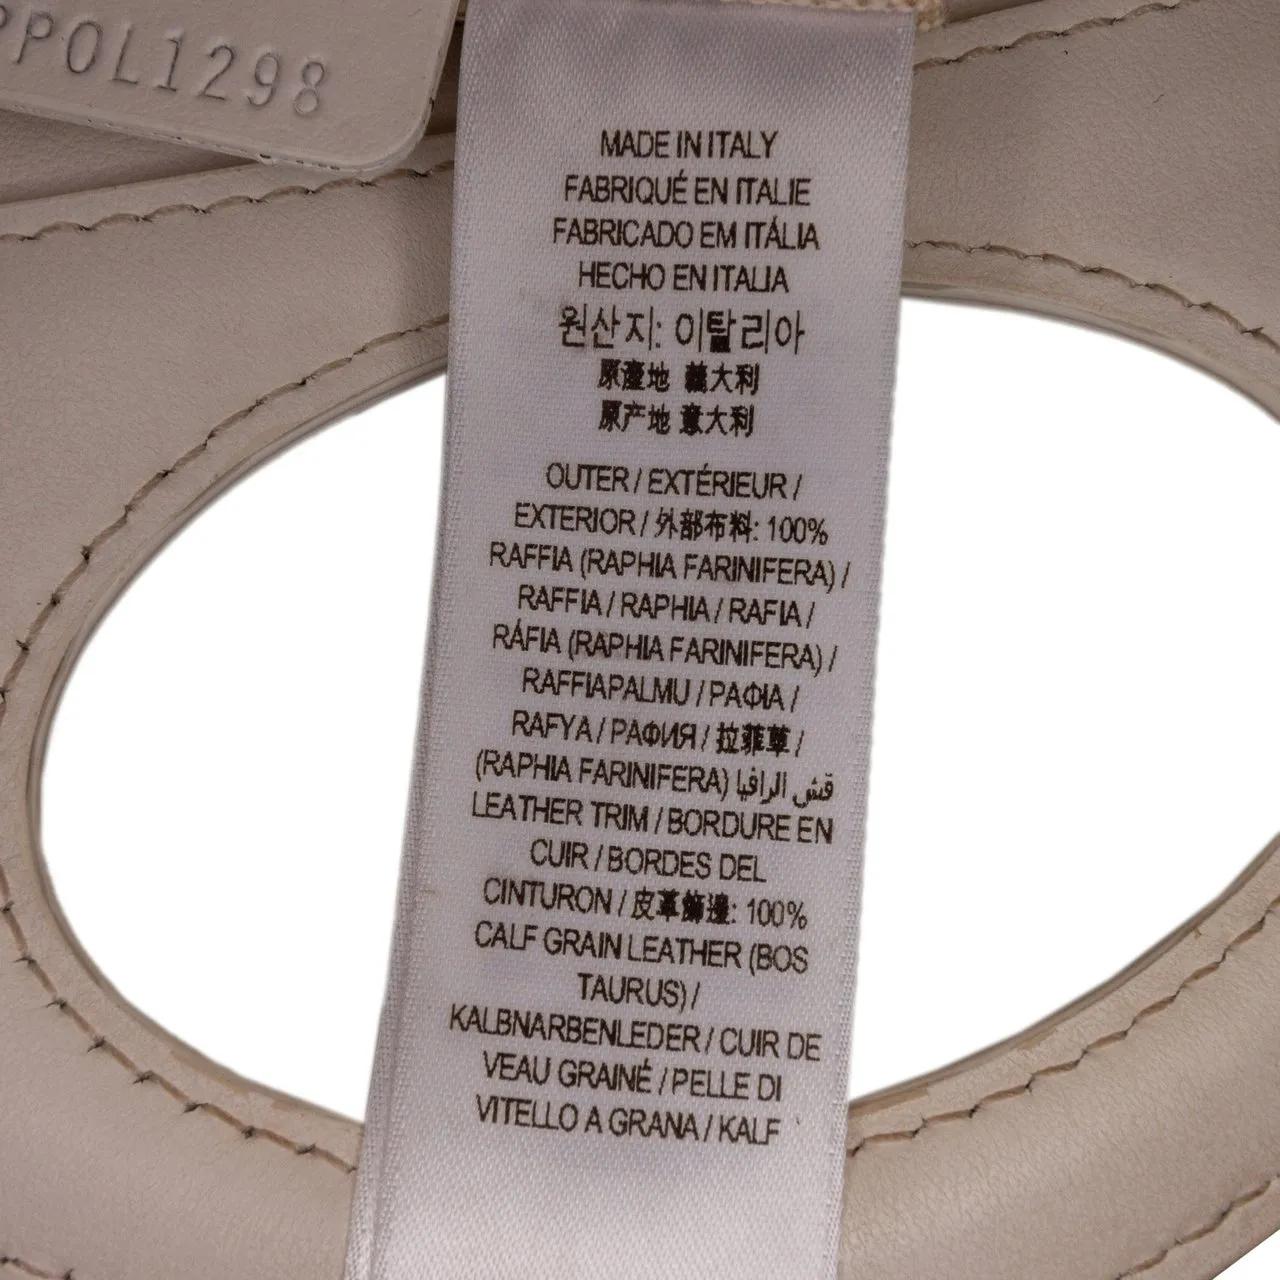 PPOL1298
MADE IN ITALY
FABRIQUÉ EN ITALIE
FABRICADO EM ITÁLIA
HECHO EN ITALIA
원산지: 이탈리아
原產地 義大利
原产地 意大利
OUTER / EXTÉRIEUR /
EXTERIOR / 外部布料: 100%
RAFFIA (RAPHIA FARINIFERA) /
RAFFIA / RAPHIA / RAFIA /
RÁFIA (RAPHIA FARINIFERA) /
RAFFIAPALMU / РАФІА /
RAFYA / РАФИЯ / 拉菲草 /
(RAPHIA FARINIFERA) قش الرافيا
LEATHER TRIM / BORDURE EN
CUIR / BORDES DEL
CINTURON / 皮革飾邊: 100%
CALF GRAIN LEATHER (BOS
TAURUS) /
KALBNARBENLEDER / CUIR DE
VEAU GRAINÉ / PELLE DI
VITELLO A GRANA / KALF